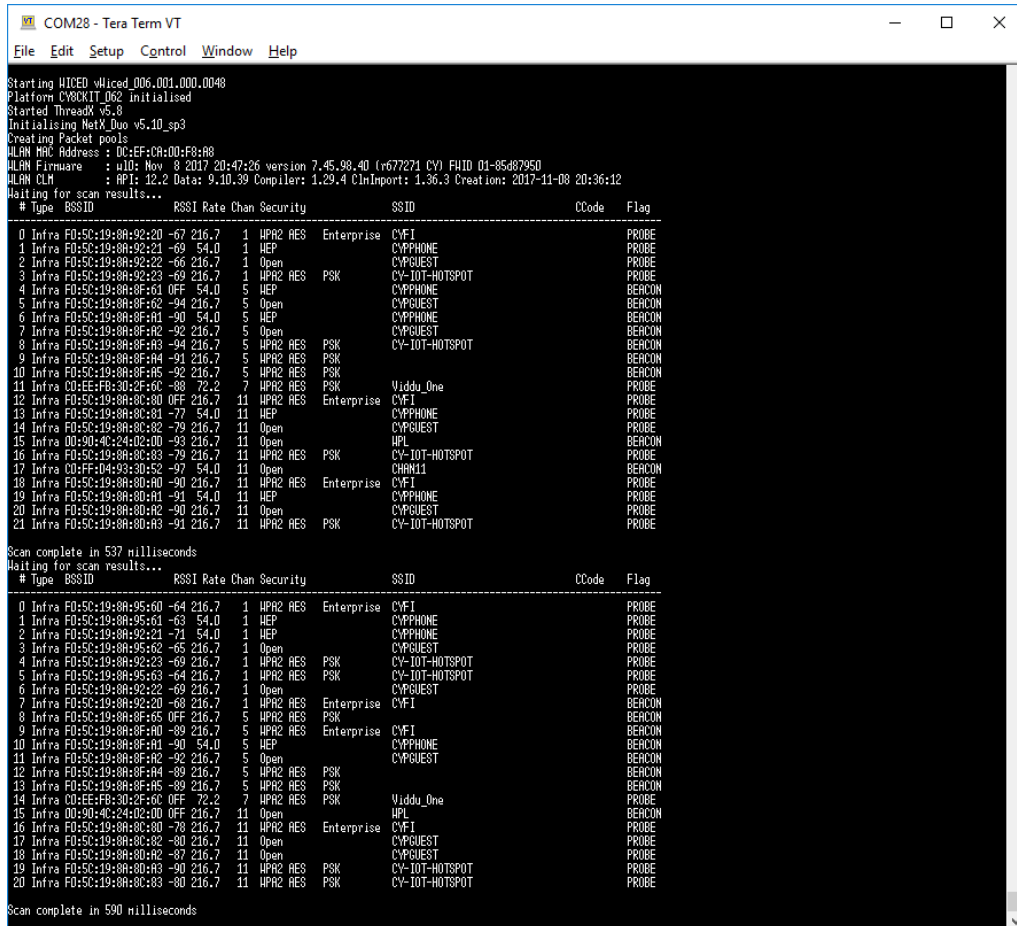 COM28 - Tera Term VT
File Edit Setup Control Window Help
Starting WICED vWiced_006.001.000.0048
Platform CY8CKIT_062 initialised
Started ThreadX v5.8
Initialising NetX_Duo v5.10_sp3
Creating Packet pools
WLAN MAC Address : DC:EF:CA:00:F8:A8
WLAN Firmware : wl0: Nov 8 2017 20:47:26 version 7.45.98.40 (r677271 CY) FWID 01-85d87950
WLAN CLM : API: 12.2 Data: 9.10.39 Compiler: 1.29.4 ClmImport: 1.36.3 Creation: 2017-11-08 20:36:12
Waiting for scan results...
# Type BSSID RSSI Rate Chan Security SSID CCode Flag
0 Infra F0:5C:19:8A:92:20 -67 216.7 1 WPA2 AES Enterprise CYFI PROBE
1 Infra F0:5C:19:8A:92:21 -69 54.0 1 WEP CYPPHONE PROBE
2 Infra F0:5C:19:8A:92:22 -66 216.7 1 Open CYPGUEST PROBE
3 Infra F0:5C:19:8A:92:23 -69 216.7 1 WPA2 AES PSK CY-IOT-HOTSPOT PROBE
4 Infra F0:5C:19:8A:8F:61 OFF 54.0 5 WEP CYPPHONE BEACON
5 Infra F0:5C:19:8A:8F:62 -94 216.7 5 Open CYPGUEST BEACON
6 Infra F0:5C:19:8A:8F:A1 -90 54.0 5 WEP CYPPHONE BEACON
7 Infra F0:5C:19:8A:8F:A2 -92 216.7 5 Open CYPGUEST BEACON
8 Infra F0:5C:19:8A:8F:A3 -94 216.7 5 WPA2 AES PSK CY-IOT-HOTSPOT BEACON
9 Infra F0:5C:19:8A:8F:A4 -91 216.7 5 WPA2 AES PSK BEACON
10 Infra F0:5C:19:8A:8F:A5 -92 216.7 5 WPA2 AES PSK BEACON
11 Infra C0:EE:FB:30:2F:6C -88 72.2 7 WPA2 AES PSK Viddu_One PROBE
12 Infra F0:5C:19:8A:8C:80 OFF 216.7 11 WPA2 AES Enterprise CYFI PROBE
13 Infra F0:5C:19:8A:8C:81 -77 54.0 11 WEP CYPPHONE PROBE
14 Infra F0:5C:19:8A:8C:82 -79 216.7 11 Open CYPGUEST PROBE
15 Infra 00:90:4C:24:02:0D -93 216.7 11 Open WPL BEACON
16 Infra F0:5C:19:8A:8C:83 -79 216.7 11 WPA2 AES PSK CY-IOT-HOTSPOT PROBE
17 Infra C0:FF:D4:93:3D:52 -97 54.0 11 Open CHAN11 BEACON
18 Infra F0:5C:19:8A:8D:A0 -90 216.7 11 WPA2 AES Enterprise CYFI PROBE
19 Infra F0:5C:19:8A:8D:A1 -91 54.0 11 WEP CYPPHONE PROBE
20 Infra F0:5C:19:8A:8D:A2 -90 216.7 11 Open CYPGUEST PROBE
21 Infra F0:5C:19:8A:8D:A3 -91 216.7 11 WPA2 AES PSK CY-IOT-HOTSPOT PROBE
Scan complete in 537 milliseconds
Waiting for scan results...
# Type BSSID RSSI Rate Chan Security SSID CCode Flag
0 Infra F0:5C:19:8A:95:60 -64 216.7 1 WPA2 AES Enterprise CYFI PROBE
1 Infra F0:5C:19:8A:95:61 -63 54.0 1 WEP CYPPHONE PROBE
2 Infra F0:5C:19:8A:92:21 -71 54.0 1 WEP CYPPHONE PROBE
3 Infra F0:5C:19:8A:95:62 -65 216.7 1 Open CYPGUEST PROBE
4 Infra F0:5C:19:8A:92:23 -69 216.7 1 WPA2 AES PSK CY-IOT-HOTSPOT PROBE
5 Infra F0:5C:19:8A:95:63 -64 216.7 1 WPA2 AES PSK CY-IOT-HOTSPOT PROBE
6 Infra F0:5C:19:8A:92:22 -69 216.7 1 Open CYPGUEST PROBE
7 Infra F0:5C:19:8A:92:20 -68 216.7 1 WPA2 AES Enterprise CYFI BEACON
8 Infra F0:5C:19:8A:8F:65 OFF 216.7 5 WPA2 AES PSK BEACON
9 Infra F0:5C:19:8A:8F:A0 -89 216.7 5 WPA2 AES Enterprise CYFI BEACON
10 Infra F0:5C:19:8A:8F:A1 -90 54.0 5 WEP CYPPHONE BEACON
11 Infra F0:5C:19:8A:8F:A2 -92 216.7 5 Open CYPGUEST BEACON
12 Infra F0:5C:19:8A:8F:A4 -89 216.7 5 WPA2 AES PSK BEACON
13 Infra F0:5C:19:8A:8F:A5 -89 216.7 5 WPA2 AES PSK BEACON
14 Infra C0:EE:FB:30:2F:6C OFF 72.2 7 WPA2 AES PSK Viddu_One PROBE
15 Infra 00:90:4C:24:02:0D OFF 216.7 11 Open WPL BEACON
16 Infra F0:5C:19:8A:8C:80 -78 216.7 11 WPA2 AES Enterprise CYFI PROBE
17 Infra F0:5C:19:8A:8C:82 -80 216.7 11 Open CYPGUEST PROBE
18 Infra F0:5C:19:8A:8D:A2 -87 216.7 11 Open CYPGUEST PROBE
19 Infra F0:5C:19:8A:8D:A3 -90 216.7 11 WPA2 AES PSK CY-IOT-HOTSPOT PROBE
20 Infra F0:5C:19:8A:8C:83 -80 216.7 11 WPA2 AES PSK CY-IOT-HOTSPOT PROBE
Scan complete in 590 milliseconds